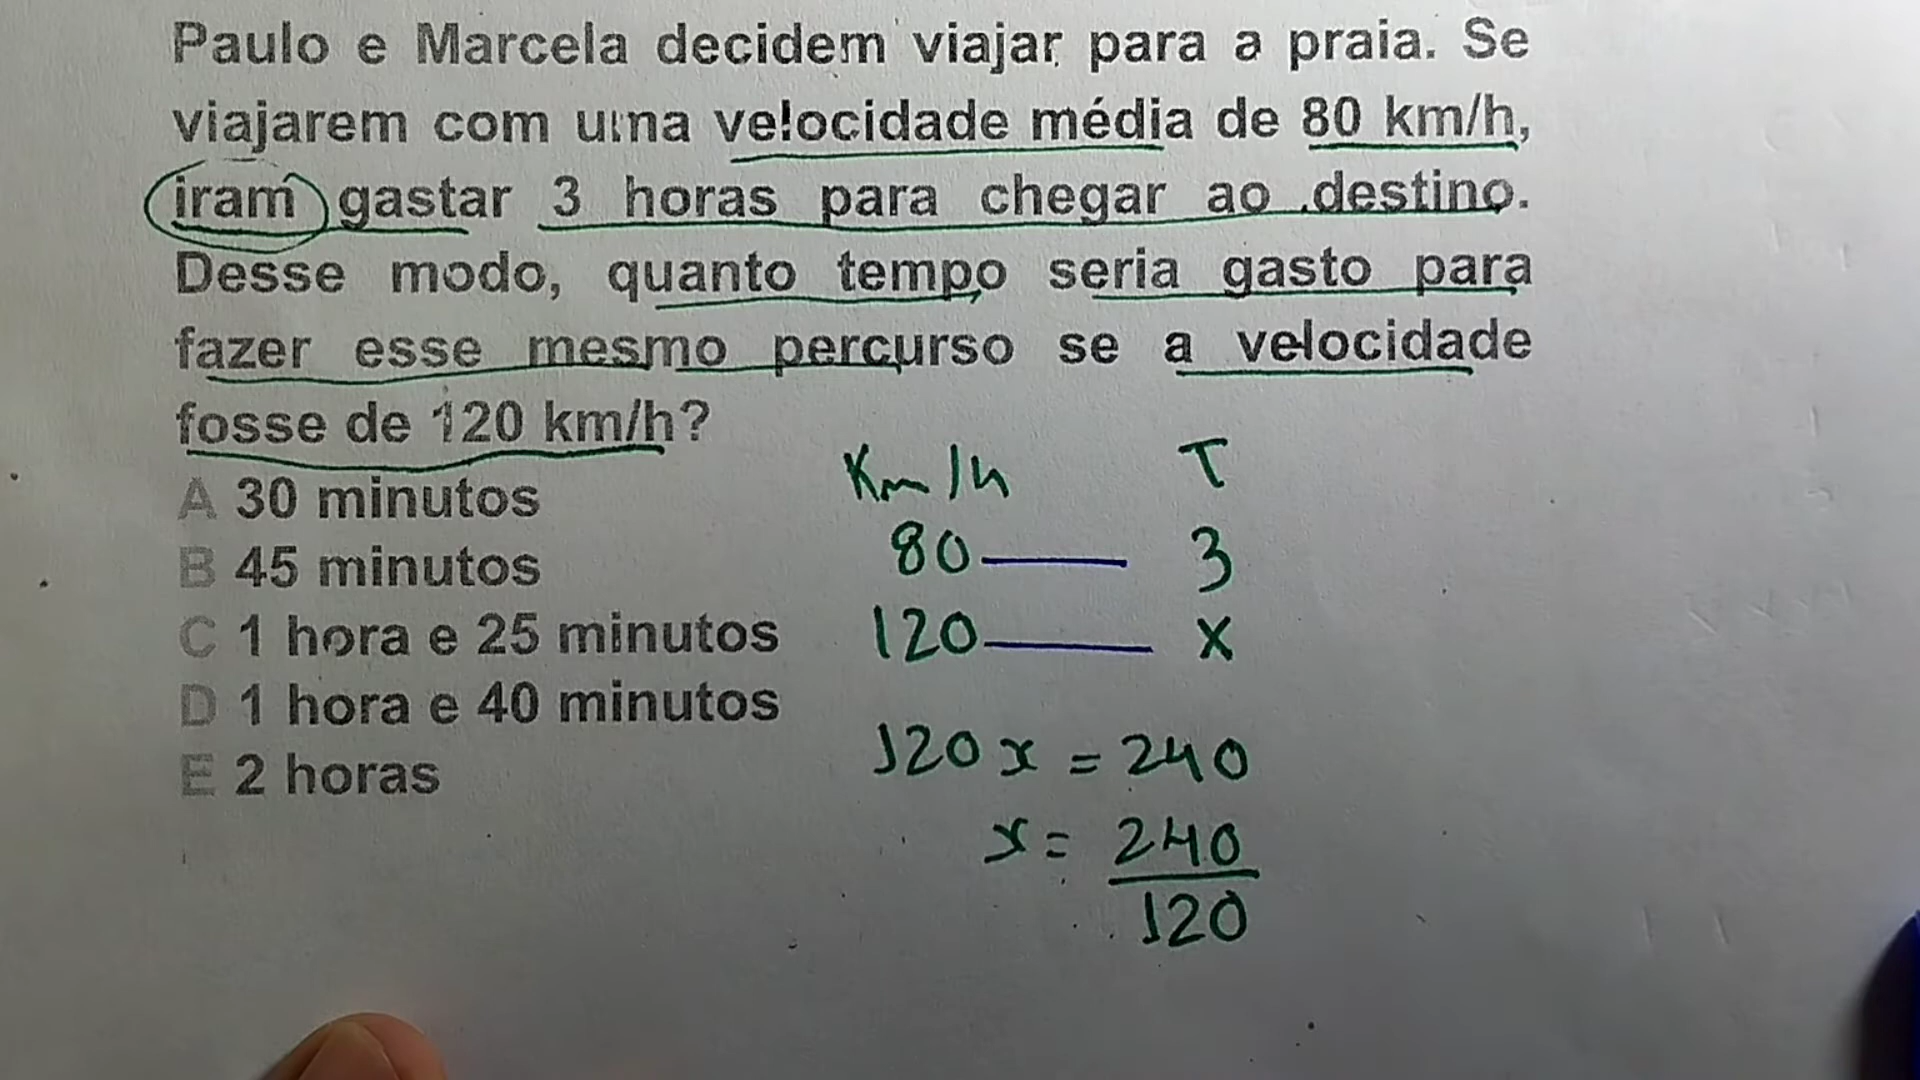 Paulo e Marcela decidem viajar para a praia. Se
viajarem com uma velocidade média de 80 km/h,
iram gastar 3 horas para chegar ao destino.
Desse modo, quanto tempo seria gasto para
fazer esse mesmo percurso se a velocidade
fosse de 120 km/h?
A 30 minutos
B 45 minutos
C 1 hora e 25 minutos
D 1 hora e 40 minutos
E 2 horas
Km/h T
80 — 3
120 — x
120x = 240
x = 240
120